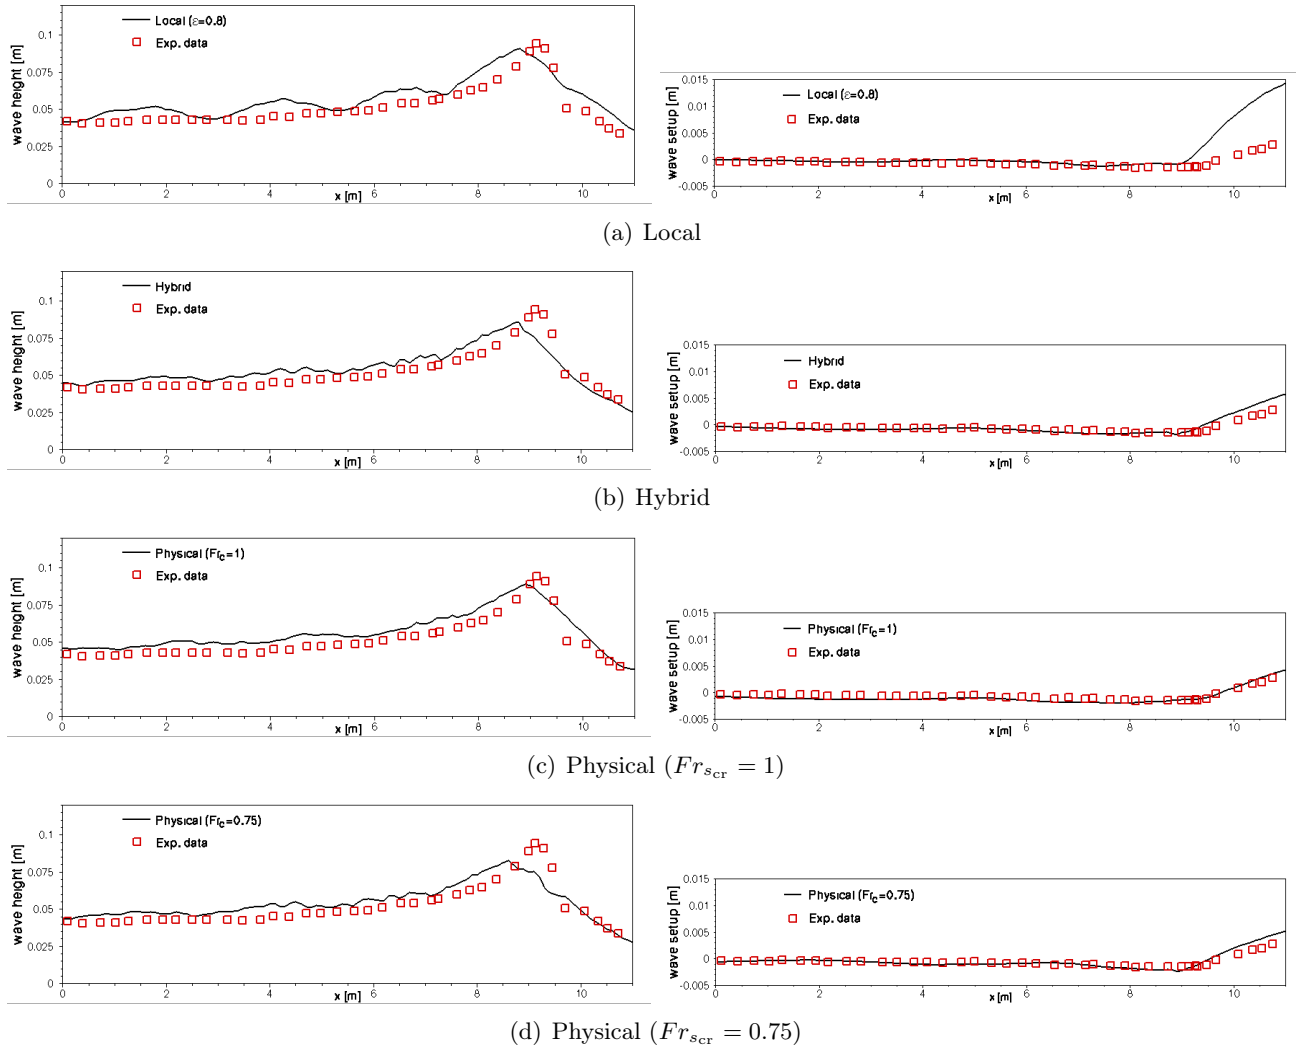 Local (ε=0.8)
Exp. data
wave height [m]
0.1
0.075
0.05
0.025
0
0 2 4 6 8 10
x [m]
Local (ε=0.8)
Exp. data
wave setup [m]
0.015
0.01
0.005
0
-0.005
0 2 4 6 8 10
x [m]
(a) Local
Hybrid
Exp. data
wave height [m]
0.1
0.075
0.05
0.025
0
0 2 4 6 8 10
x [m]
Hybrid
Exp. data
wave setup [m]
0.015
0.01
0.005
0
-0.005
0 2 4 6 8 10
x [m]
(b) Hybrid
Physical (Frc=1)
Exp. data
wave height [m]
0.1
0.075
0.05
0.025
0
0 2 4 6 8 10
x [m]
Physical (Frc=1)
Exp. data
wave setup [m]
0.015
0.01
0.005
0
-0.005
0 2 4 6 8 10
x [m]
(c) Physical (Frscr = 1)
Physical (Frc=0.75)
Exp. data
wave height [m]
0.1
0.075
0.05
0.025
0
0 2 4 6 8 10
x [m]
Physical (Frc=0.75)
Exp. data
wave setup [m]
0.015
0.01
0.005
0
-0.005
0 2 4 6 8 10
x [m]
(d) Physical (Frscr = 0.75)